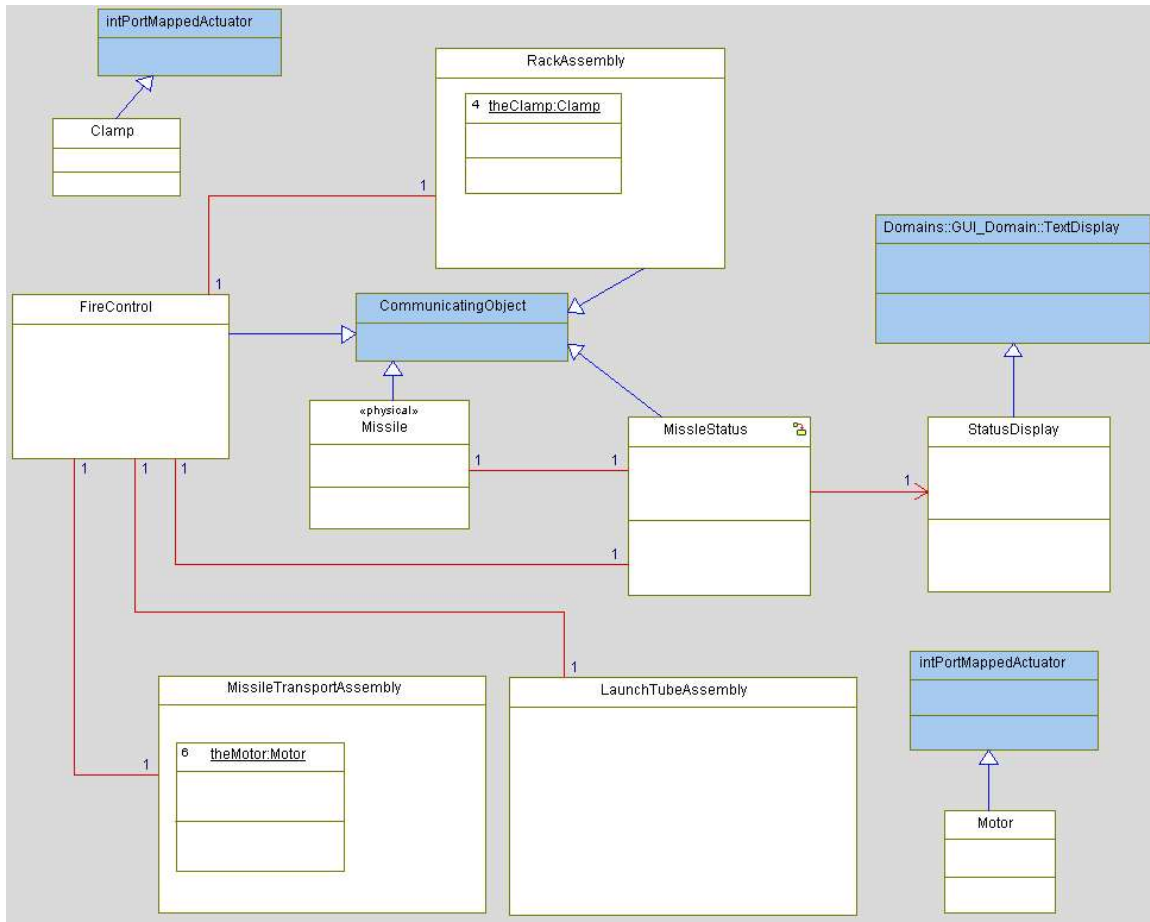 intPortMappedActuator
Clamp
RackAssembly
4 theClamp:Clamp
1
1
FireControl
CommunicatingObject
Domains::GUI_Domain::TextDisplay
«physical»
Missile
MissleStatus
StatusDisplay
1 1 1
1 1
1
1
1
MissileTransportAssembly
6 theMotor:Motor
1
LaunchTubeAssembly
intPortMappedActuator
Motor